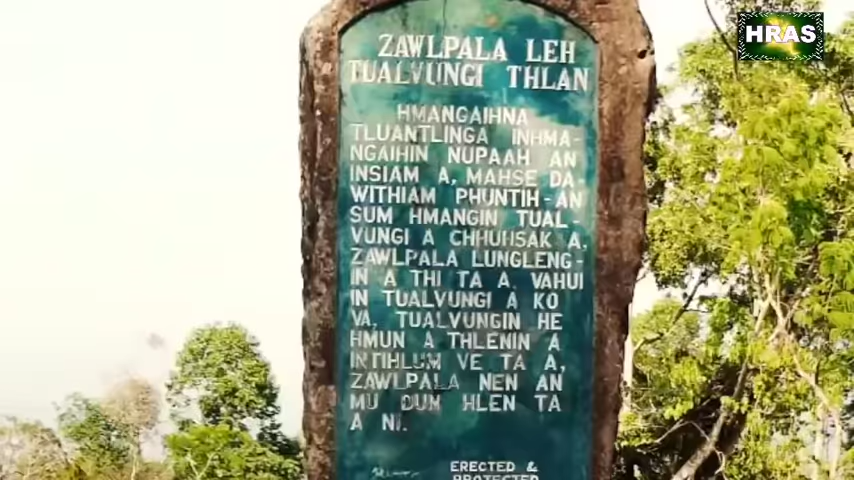 HRAS
ZAWLPALA LEH
TUALVUNGI THLAN
HMANGAIHNA
TLUANTLINGA INHMA-
NGAIHIN NUPAAH AN
INSIAM A, MAHSE DA-
WITHIAM PHUNTIH-AN
SUM HMANGIN TUAL-
VUNGI A CHHUHSAK A.
ZAWLPALA LUNGLENG-
IN A THI TA A. VAHUI
IN TUALVUNGI A KO
VA. TUALVUNGIN HE
HMUN A THLENIN A
INTIHLUM VE TA A,
ZAWLPALA NEN AN
MU DUN HLEN TA
A NI.
ERECTED &
PROTECTED